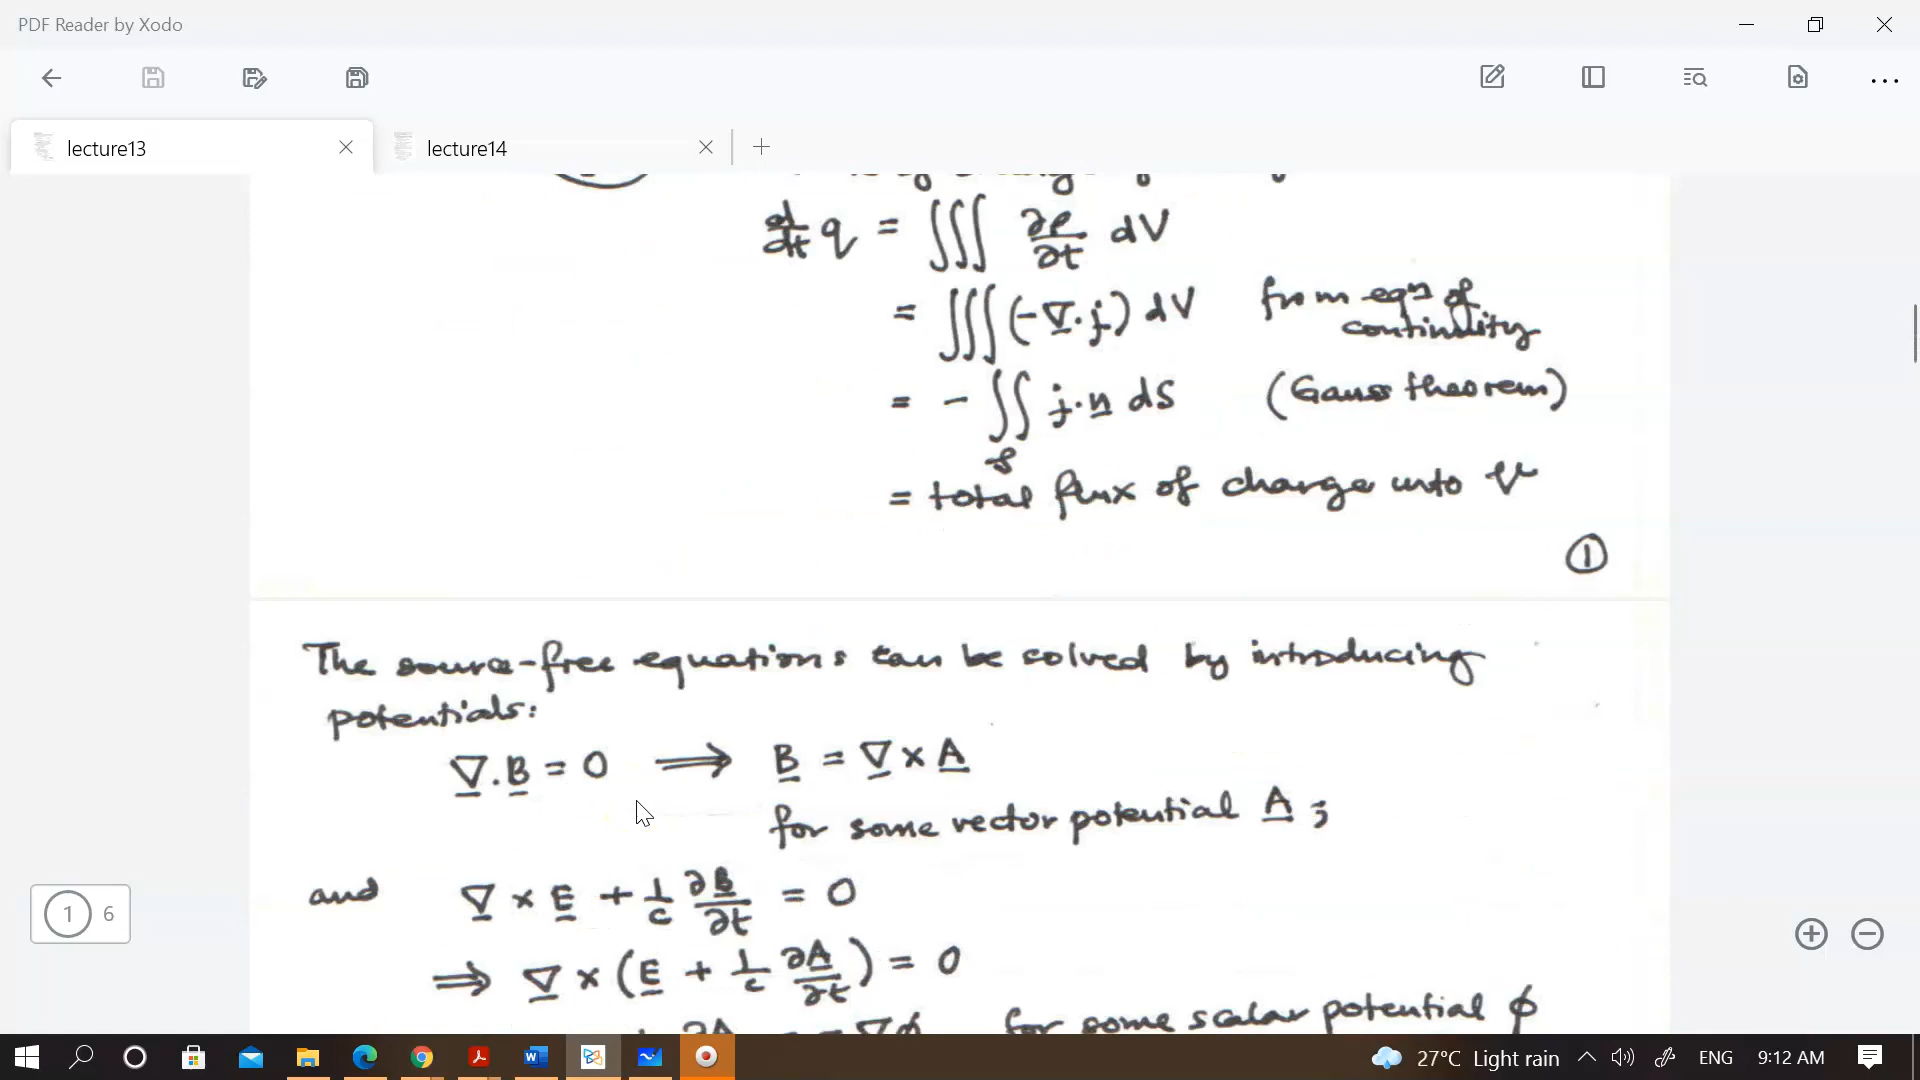 PDF Reader by Xodo
lecture13
lecture14
d/dt q = ∭ ∂ρ/∂t dV
= ∭ (-∇·j) dV from eqn of continuity
= - ∬ j·n dS (Gauss theorem)
S
= total flux of charge into V
①
The source-free equations can be solved by introducing
potentials:
∇·B = 0 ⟹ B = ∇ × A
for some vector potential A ;
and ∇ × E + 1/c ∂B/∂t = 0
⟹ ∇ × (E + 1/c ∂A/∂t) = 0
for some scalar potential ϕ
1 6
27°C Light rain
ENG
9:12 AM